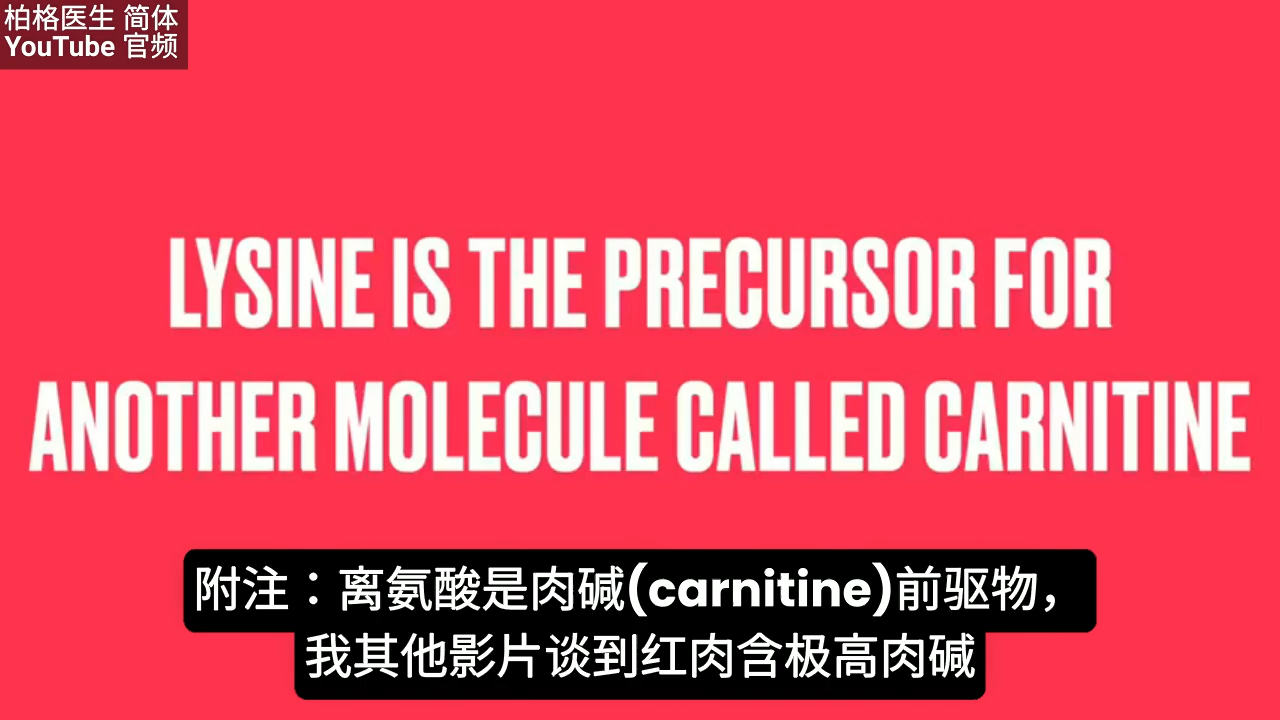 柏格医生 简体
YouTube 官频
LYSINE IS THE PRECURSOR FOR
ANOTHER MOLECULE CALLED CARNITINE
附注：离氨酸是肉碱(carnitine)前驱物，
我其他影片谈到红肉含极高肉碱